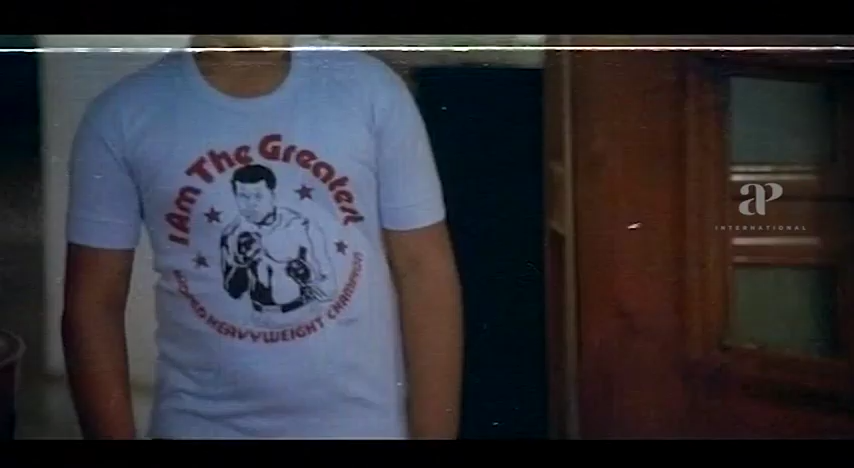 I Am The Greatest
WORLD HEAVYWEIGHT CHAMPION
ap
INTERNATIONAL